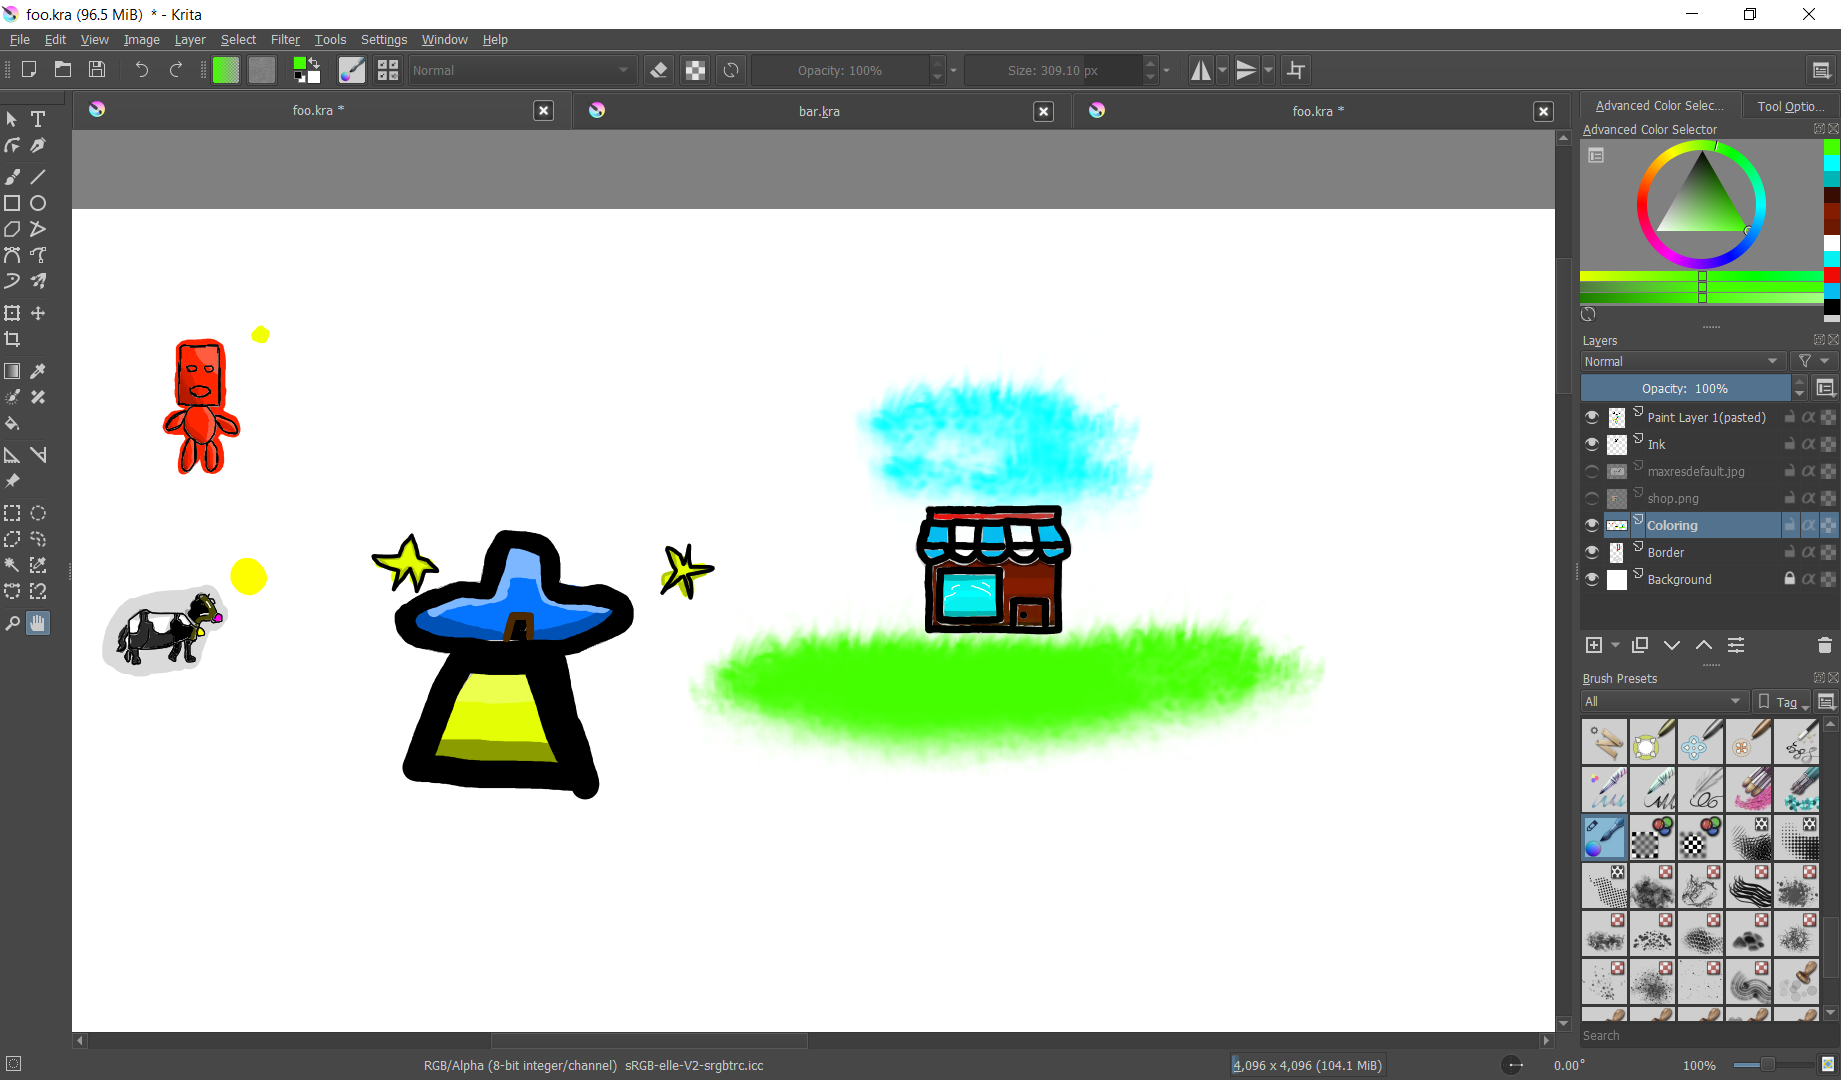 foo.kra (96.5 MiB) * - Krita
File Edit View Image Layer Select Filter Tools Settings Window Help
Normal
Opacity: 100%
Size: 309.10 px
foo.kra *
bar.kra
foo.kra *
Advanced Color Selec...
Tool Optio...
Advanced Color Selector
Layers
Normal
Opacity: 100%
Paint Layer 1(pasted)
Ink
maxresdefault.jpg
shop.png
Coloring
Border
Background
Brush Presets
All
Tag
Search
RGB/Alpha (8-bit integer/channel) sRGB-elle-V2-srgbtrc.icc
4,096 x 4,096 (104.1 MiB)
0.00°
100%